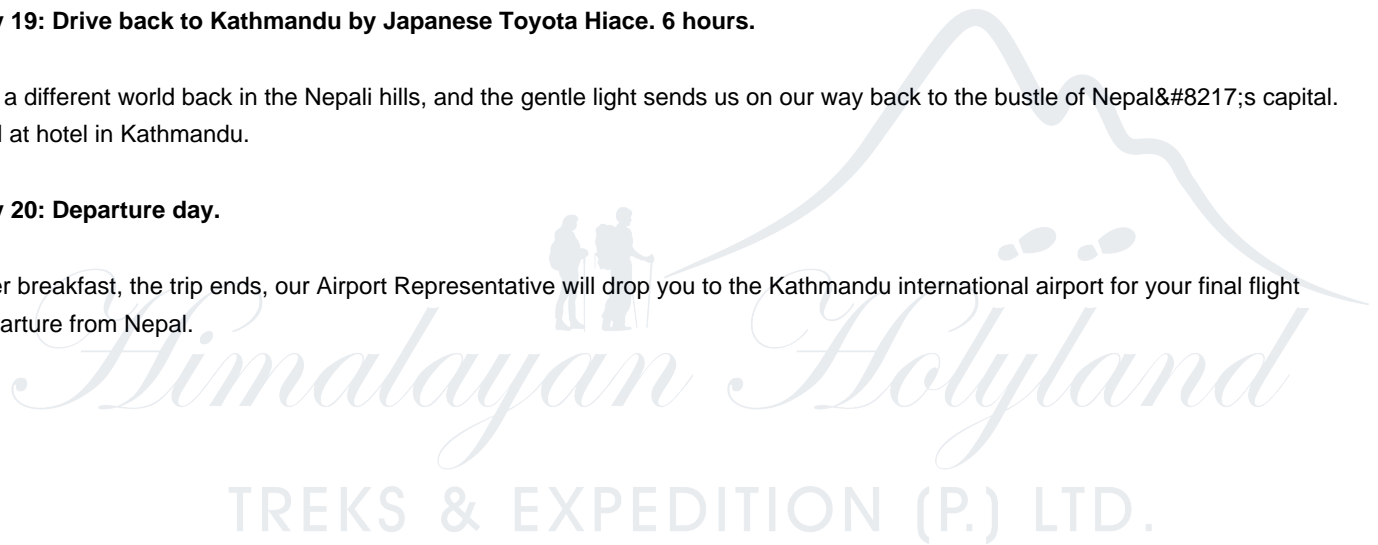 y 19: Drive back to Kathmandu by Japanese Toyota Hiace. 6 hours.
a different world back in the Nepali hills, and the gentle light sends us on our way back to the bustle of Nepal&#8217;s capital.
at hotel in Kathmandu.
y 20: Departure day.
er breakfast, the trip ends, our Airport Representative will drop you to the Kathmandu international airport for your final flight
arture from Nepal.
Himalayan Holyland
TREKS & EXPEDITION (P.) LTD.